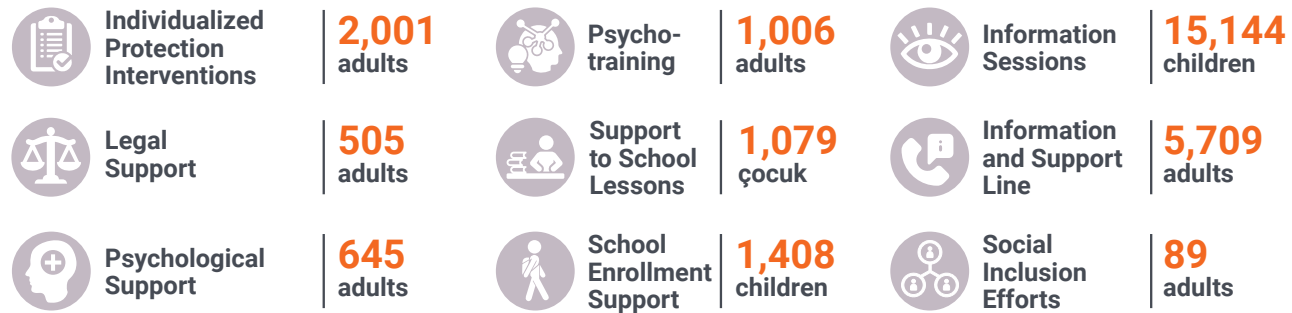 Individualized
Protection
Interventions
2,001
adults
Psycho-
training
1,006
adults
Information
Sessions
15,144
children
Legal
Support
505
adults
Support
to School
Lessons
1,079
çocuk
Information
and Support
Line
5,709
adults
Psychological
Support
645
adults
School
Enrollment
Support
1,408
children
Social
Inclusion
Efforts
89
adults